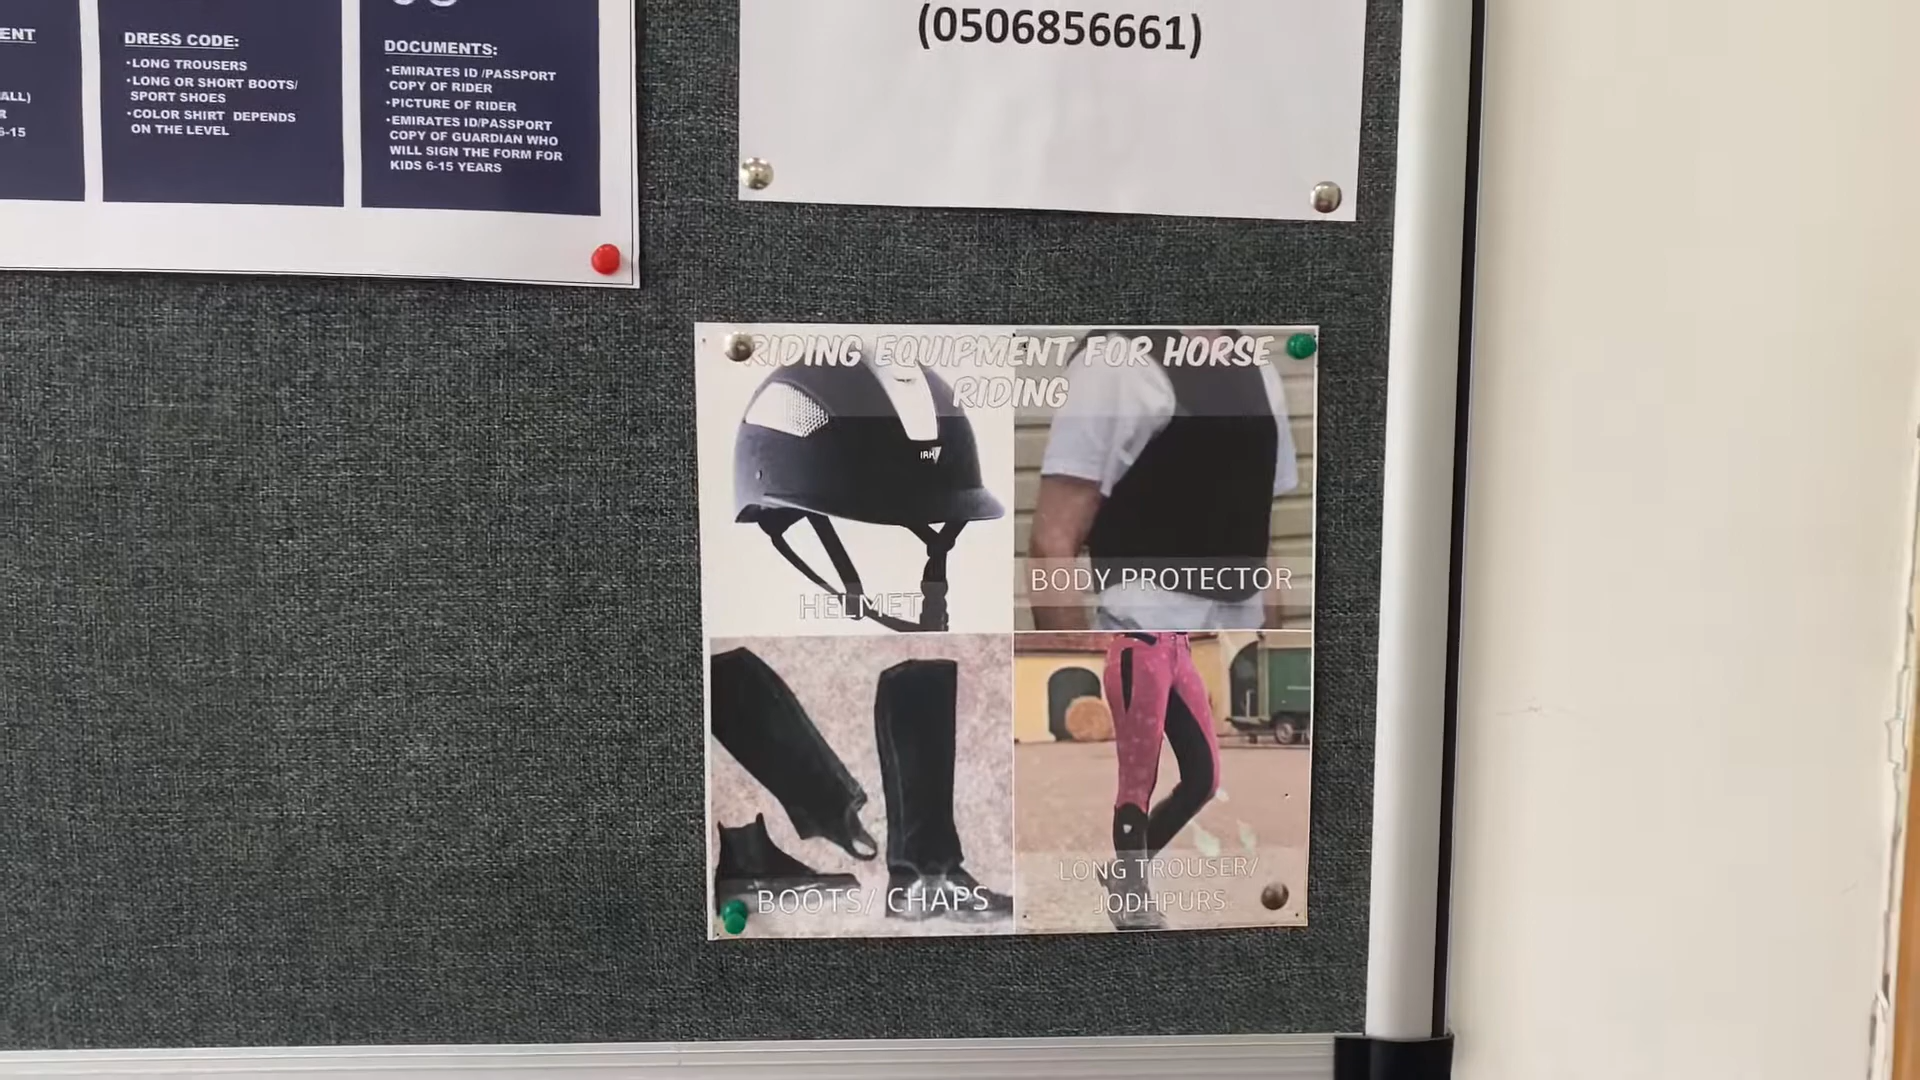 ENT
ALL)
R
6-15
DRESS CODE:
•LONG TROUSERS
•LONG OR SHORT BOOTS/
SPORT SHOES
•COLOR SHIRT DEPENDS
ON THE LEVEL
DOCUMENTS:
•EMIRATES ID /PASSPORT
COPY OF RIDER
•PICTURE OF RIDER
•EMIRATES ID/PASSPORT
COPY OF GUARDIAN WHO
WILL SIGN THE FORM FOR
KIDS 6-15 YEARS
(0506856661)
RIDING EQUIPMENT FOR HORSE
RIDING
IRH
HELMET
BODY PROTECTOR
BOOTS/ CHAPS
LONG TROUSER/
JODHPURS